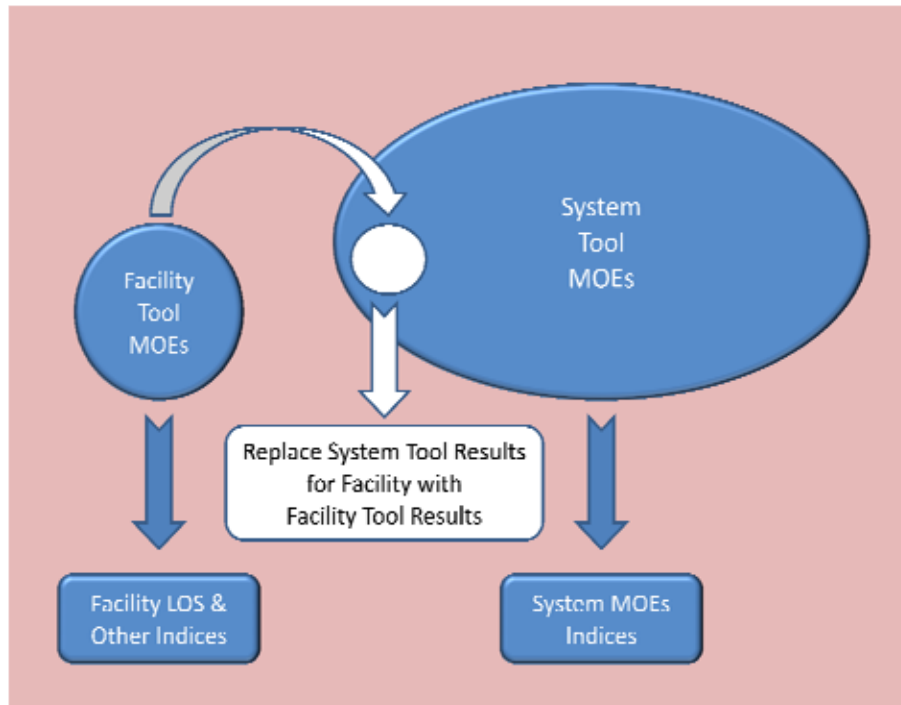 System
Tool
MOEs
Facility
Tool
MOEs
Replace System Tool Results
for Facility with
Facility Tool Results
Facility LOS &
Other Indices
System MOEs
Indices